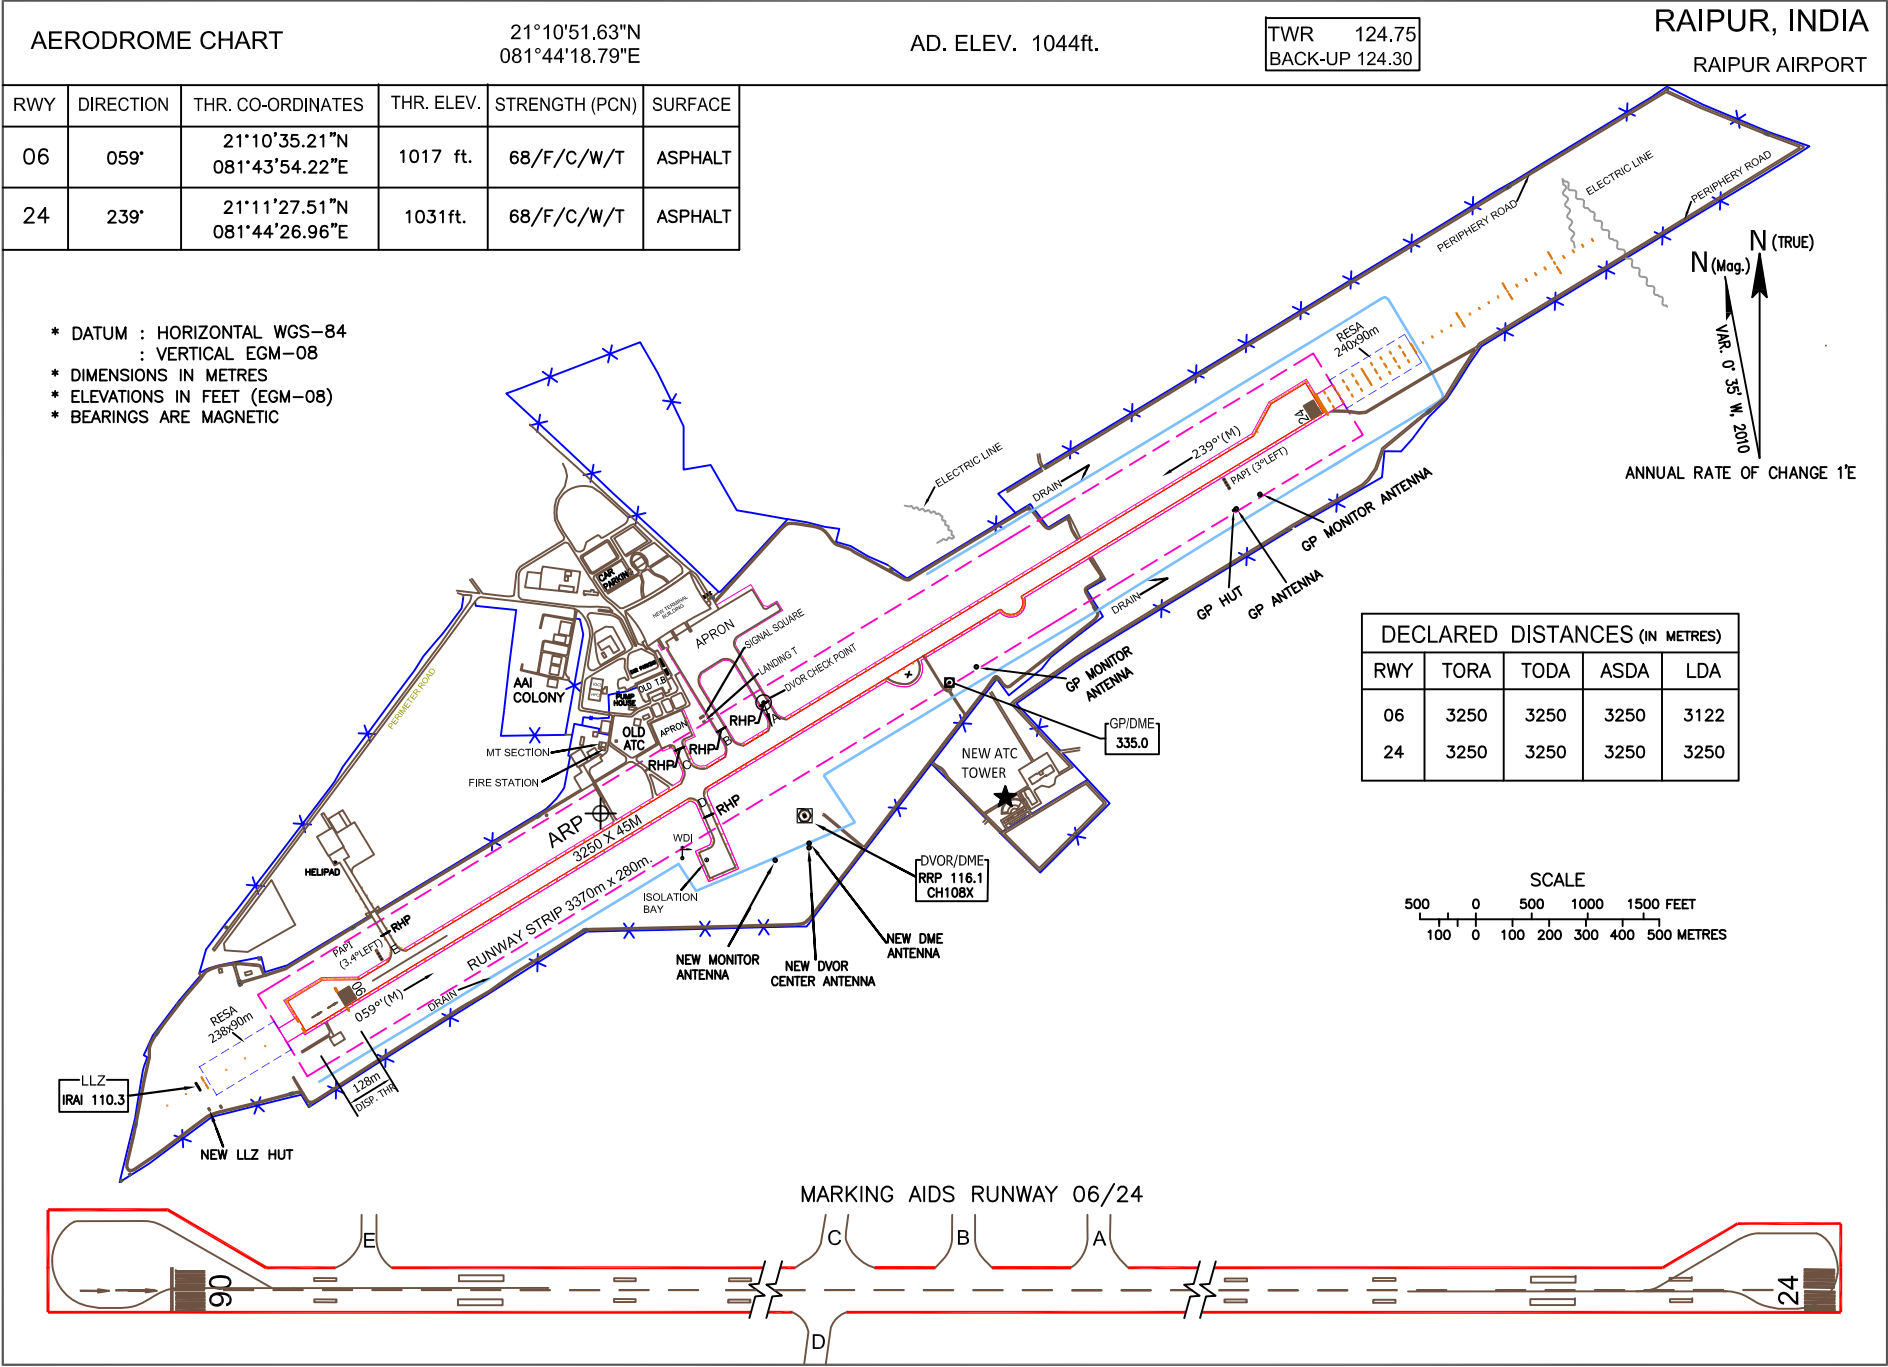 AERODROME CHART
21°10'51.63"N
081°44'18.79"E
AD. ELEV. 1044ft.
TWR 124.75
BACK-UP 124.30
RAIPUR, INDIA
RAIPUR AIRPORT
RWY DIRECTION THR. CO-ORDINATES THR. ELEV. STRENGTH (PCN) SURFACE
06 059° 21°10'35.21"N 081°43'54.22"E 1017 ft. 68/F/C/W/T ASPHALT
24 239° 21°11'27.51"N 081°44'26.96"E 1031ft. 68/F/C/W/T ASPHALT
* DATUM : HORIZONTAL WGS-84
: VERTICAL EGM-08
* DIMENSIONS IN METRES
* ELEVATIONS IN FEET (EGM-08)
* BEARINGS ARE MAGNETIC
ELECTRIC LINE
PERIPHERY ROAD
PERIPHERY ROAD
N (TRUE)
N (Mag.)
VAR. 0° 35' W, 2010
ANNUAL RATE OF CHANGE 1'E
RESA
240x90m
24
239°'(M)
PAPI (3°LEFT)
ELECTRIC LINE
DRAIN
GP MONITOR ANTENNA
GP ANTENNA
GP HUT
DRAIN
CAR
PARKING
NEW TERMINAL
BUILDING
APRON
SIGNAL SQUARE
LANDING T
DVOR CHECK POINT
AAI
COLONY
PERIMETER ROAD
PUMP
HOUSE
OLD T.B
OLD
ATC
APRON
RHP
A
RHP
B
RHP
C
MT SECTION
FIRE STATION
GP MONITOR
ANTENNA
GP/DME
335.0
NEW ATC
TOWER
DECLARED DISTANCES (IN METRES)
RWY TORA TODA ASDA LDA
06 3250 3250 3250 3122
24 3250 3250 3250 3250
ARP
3250 X 45M
D
RHP
WDI
RUNWAY STRIP 3370m x 280m.
ISOLATION
BAY
DVOR/DME
RRP 116.1
CH108X
HELIPAD
RHP
E
PAPI
(3.4°LEFT)
06
059°'(M)
DRAIN
NEW MONITOR
ANTENNA
NEW DVOR
CENTER ANTENNA
NEW DME
ANTENNA
SCALE
500 0 500 1000 1500 FEET
100 0 100 200 300 400 500 METRES
RESA
238x90m
LLZ
IRAI 110.3
128m
DISP. THR
NEW LLZ HUT
MARKING AIDS RUNWAY 06/24
E C B A
06 24
D